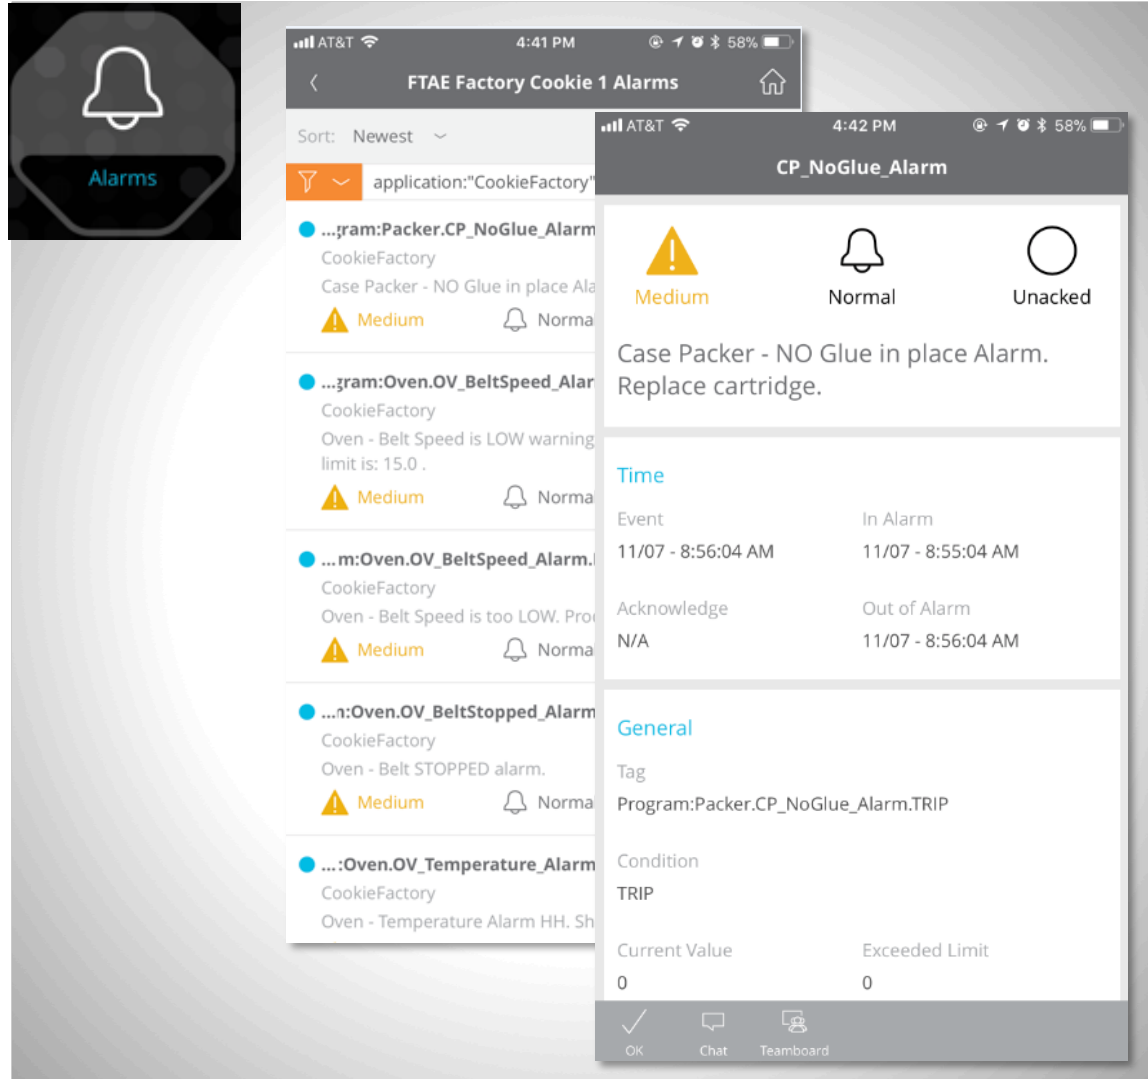 Alarms
AT&T 4:41 PM 58%
FTAE Factory Cookie 1 Alarms
Sort: Newest
application:"CookieFactory"
...gram:Packer.CP_NoGlue_Alarm
CookieFactory
Case Packer - NO Glue in place Ala
Medium Norma
...gram:Oven.OV_BeltSpeed_Alar
CookieFactory
Oven - Belt Speed is LOW warning
limit is: 15.0 .
Medium Norma
...m:Oven.OV_BeltSpeed_Alarm.
CookieFactory
Oven - Belt Speed is too LOW. Pro
Medium Norma
...n:Oven.OV_BeltStopped_Alarm
CookieFactory
Oven - Belt STOPPED alarm.
Medium Norma
...:Oven.OV_Temperature_Alarm
CookieFactory
Oven - Temperature Alarm HH. Sh
AT&T 4:42 PM 58%
CP_NoGlue_Alarm
Medium Normal Unacked
Case Packer - NO Glue in place Alarm.
Replace cartridge.
Time
Event In Alarm
11/07 - 8:56:04 AM 11/07 - 8:55:04 AM
Acknowledge Out of Alarm
N/A 11/07 - 8:56:04 AM
General
Tag
Program:Packer.CP_NoGlue_Alarm.TRIP
Condition
TRIP
Current Value Exceeded Limit
0 0
OK Chat Teamboard